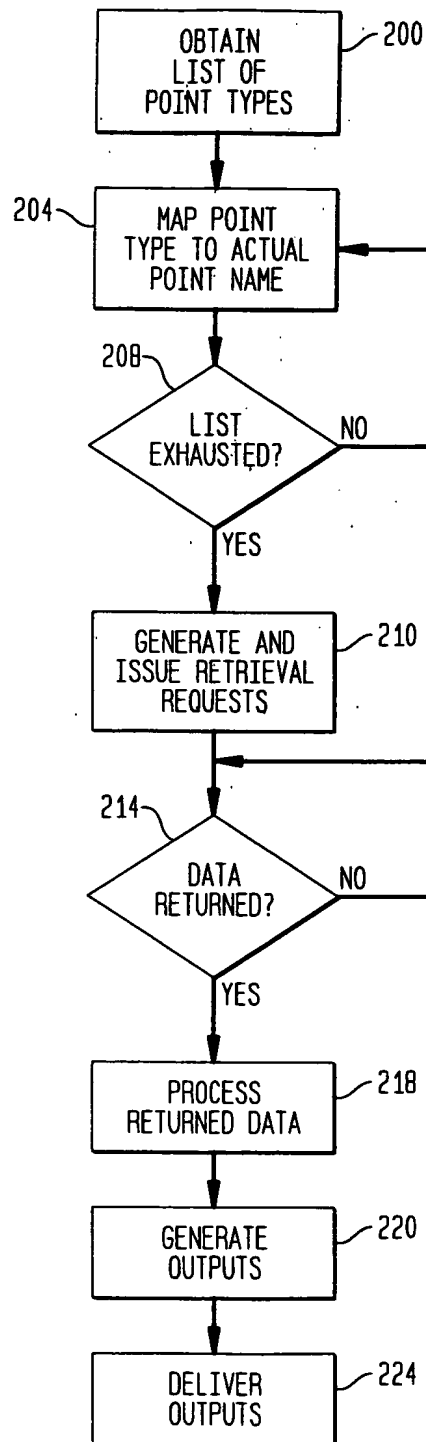 OBTAIN
LIST OF
POINT TYPES
200
204
MAP POINT
TYPE TO ACTUAL
POINT NAME
208
LIST
EXHAUSTED?
NO
YES
GENERATE AND
ISSUE RETRIEVAL
REQUESTS
210
214
DATA
RETURNED?
NO
YES
PROCESS
RETURNED DATA
218
GENERATE
OUTPUTS
220
DELIVER
OUTPUTS
224